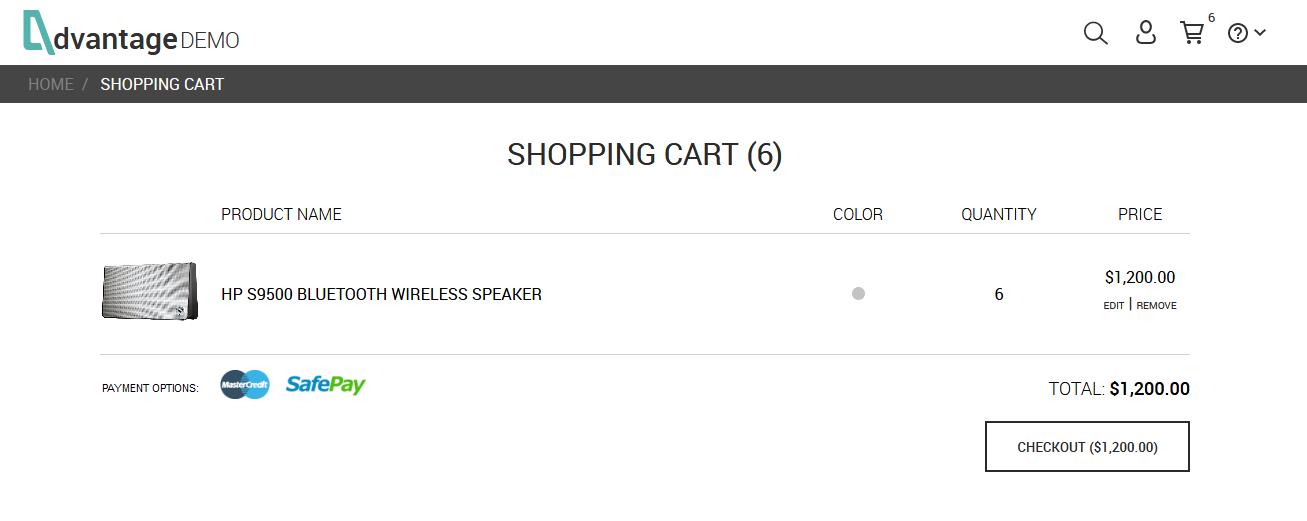 dvantage DEMO
6
HOME / SHOPPING CART
SHOPPING CART (6)
PRODUCT NAME COLOR QUANTITY PRICE
HP S9500 BLUETOOTH WIRELESS SPEAKER 6 $1,200.00
EDIT | REMOVE
PAYMENT OPTIONS: MasterCredit SafePay TOTAL: $1,200.00
CHECKOUT ($1,200.00)